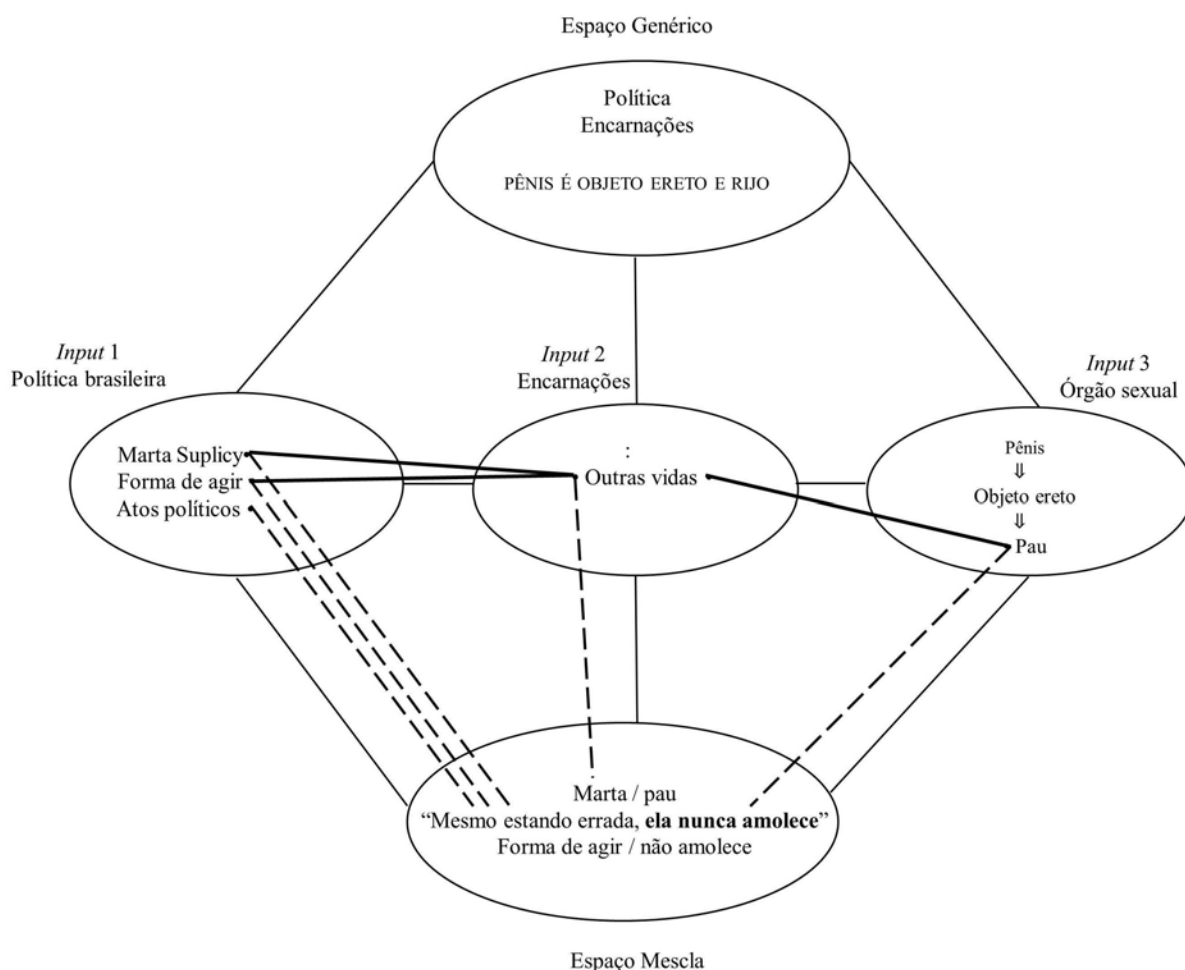 Espaço Genérico
Política
Encarnações
PÊNIS É OBJETO ERETO E RIJO
Input 1
Política brasileira
Input 2
Encarnações
Input 3
Órgão sexual
Marta Suplicy
Forma de agir
Atos políticos
:
Outras vidas
Pênis
⇓
Objeto ereto
⇓
Pau
Marta / pau
“Mesmo estando errada, ela nunca amolece”
Forma de agir / não amolece
Espaço Mescla